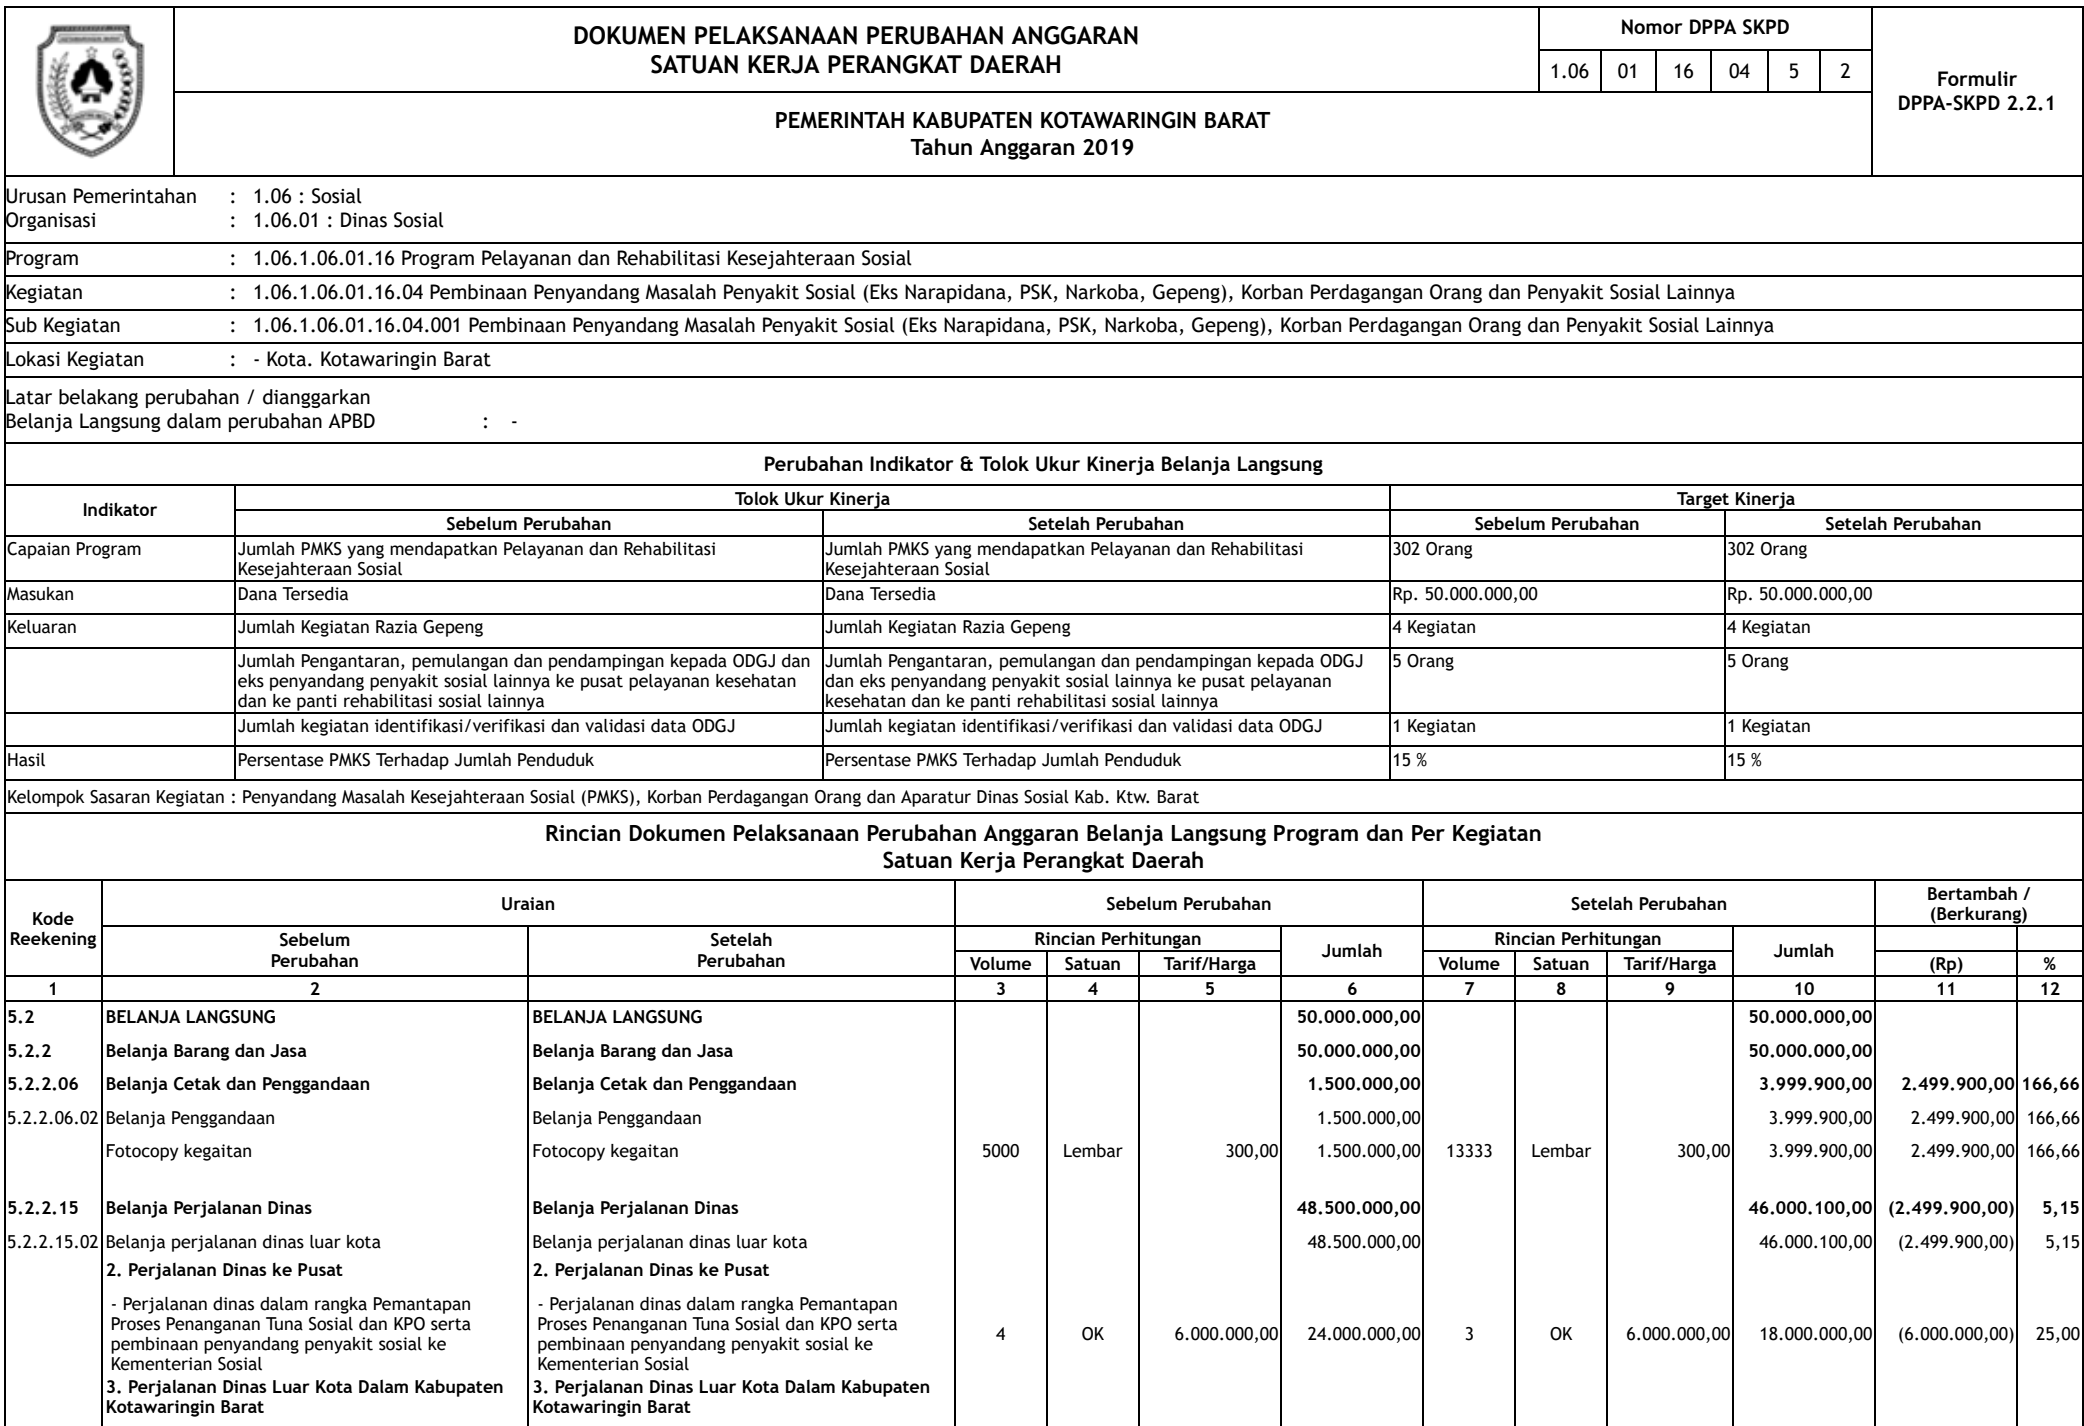 DOKUMEN PELAKSANAAN PERUBAHAN ANGGARAN
SATUAN KERJA PERANGKAT DAERAH
Nomor DPPA SKPD
1.06 01 16 04 5 2
Formulir
DPPA-SKPD 2.2.1
PEMERINTAH KABUPATEN KOTAWARINGIN BARAT
Tahun Anggaran 2019
Urusan Pemerintahan : 1.06 : Sosial
Organisasi : 1.06.01 : Dinas Sosial
Program : 1.06.1.06.01.16 Program Pelayanan dan Rehabilitasi Kesejahteraan Sosial
Kegiatan : 1.06.1.06.01.16.04 Pembinaan Penyandang Masalah Penyakit Sosial (Eks Narapidana, PSK, Narkoba, Gepeng), Korban Perdagangan Orang dan Penyakit Sosial Lainnya
Sub Kegiatan : 1.06.1.06.01.16.04.001 Pembinaan Penyandang Masalah Penyakit Sosial (Eks Narapidana, PSK, Narkoba, Gepeng), Korban Perdagangan Orang dan Penyakit Sosial Lainnya
Lokasi Kegiatan : - Kota. Kotawaringin Barat
Latar belakang perubahan / dianggarkan
Belanja Langsung dalam perubahan APBD : -
Perubahan Indikator & Tolok Ukur Kinerja Belanja Langsung
Indikator Tolok Ukur Kinerja Target Kinerja
Sebelum Perubahan Setelah Perubahan Sebelum Perubahan Setelah Perubahan
Capaian Program Jumlah PMKS yang mendapatkan Pelayanan dan Rehabilitasi Jumlah PMKS yang mendapatkan Pelayanan dan Rehabilitasi 302 Orang 302 Orang
Kesejahteraan Sosial Kesejahteraan Sosial
Masukan Dana Tersedia Dana Tersedia Rp. 50.000.000,00 Rp. 50.000.000,00
Keluaran Jumlah Kegiatan Razia Gepeng Jumlah Kegiatan Razia Gepeng 4 Kegiatan 4 Kegiatan
Jumlah Pengantaran, pemulangan dan pendampingan kepada ODGJ dan Jumlah Pengantaran, pemulangan dan pendampingan kepada ODGJ 5 Orang 5 Orang
eks penyandang penyakit sosial lainnya ke pusat pelayanan kesehatan dan eks penyandang penyakit sosial lainnya ke pusat pelayanan
dan ke panti rehabilitasi sosial lainnya kesehatan dan ke panti rehabilitasi sosial lainnya
Jumlah kegiatan identifikasi/verifikasi dan validasi data ODGJ Jumlah kegiatan identifikasi/verifikasi dan validasi data ODGJ 1 Kegiatan 1 Kegiatan
Hasil Persentase PMKS Terhadap Jumlah Penduduk Persentase PMKS Terhadap Jumlah Penduduk 15 % 15 %
Kelompok Sasaran Kegiatan : Penyandang Masalah Kesejahteraan Sosial (PMKS), Korban Perdagangan Orang dan Aparatur Dinas Sosial Kab. Ktw. Barat
Rincian Dokumen Pelaksanaan Perubahan Anggaran Belanja Langsung Program dan Per Kegiatan
Satuan Kerja Perangkat Daerah
Kode Reekening Uraian Sebelum Perubahan Setelah Perubahan Bertambah / (Berkurang)
Sebelum Perubahan Setelah Perubahan Rincian Perhitungan Jumlah Rincian Perhitungan Jumlah
Volume Satuan Tarif/Harga Volume Satuan Tarif/Harga (Rp) %
1 2 3 4 5 6 7 8 9 10 11 12
5.2 BELANJA LANGSUNG BELANJA LANGSUNG 50.000.000,00 50.000.000,00
5.2.2 Belanja Barang dan Jasa Belanja Barang dan Jasa 50.000.000,00 50.000.000,00
5.2.2.06 Belanja Cetak dan Penggandaan Belanja Cetak dan Penggandaan 1.500.000,00 3.999.900,00 2.499.900,00 166,66
5.2.2.06.02 Belanja Penggandaan Belanja Penggandaan 1.500.000,00 3.999.900,00 2.499.900,00 166,66
Fotocopy kegaitan Fotocopy kegaitan 5000 Lembar 300,00 1.500.000,00 13333 Lembar 300,00 3.999.900,00 2.499.900,00 166,66
5.2.2.15 Belanja Perjalanan Dinas Belanja Perjalanan Dinas 48.500.000,00 46.000.100,00 (2.499.900,00) 5,15
5.2.2.15.02 Belanja perjalanan dinas luar kota Belanja perjalanan dinas luar kota 48.500.000,00 46.000.100,00 (2.499.900,00) 5,15
2. Perjalanan Dinas ke Pusat 2. Perjalanan Dinas ke Pusat
- Perjalanan dinas dalam rangka Pemantapan - Perjalanan dinas dalam rangka Pemantapan
Proses Penanganan Tuna Sosial dan KPO serta Proses Penanganan Tuna Sosial dan KPO serta
4 OK 6.000.000,00 24.000.000,00 3 OK 6.000.000,00 18.000.000,00 (6.000.000,00) 25,00
pembinaan penyandang penyakit sosial ke pembinaan penyandang penyakit sosial ke
Kementerian Sosial Kementerian Sosial
3. Perjalanan Dinas Luar Kota Dalam Kabupaten 3. Perjalanan Dinas Luar Kota Dalam Kabupaten
Kotawaringin Barat Kotawaringin Barat